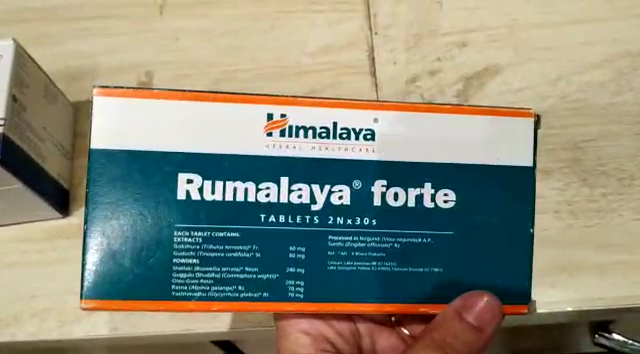 Himalaya®
HERBAL HEALTHCARE
Rumalaya® forte
TABLETS 2Nx30s
EACH TABLET CONTAINS:
EXTRACTS
Gokshura (Tribulus terrestris)* Fr. 60 mg
Guduchi (Tinospora cordifolia)* St. 60 mg
POWDERS
Shallaki (Boswellia serrata)* Resin 240 mg
Guggulu (Shuddha) (Commiphora wightii)*
Oleo-Gum-Resin 200 mg
Rasna (Alpinia galanga)* Rz. 70 mg
Yashtimadhu (Glycyrrhiza glabra)* Rt. 70 mg
Processed in Nirgundi (Vitex negundo)# A.P.,
Sunthi (Zingiber officinale)* Rz.